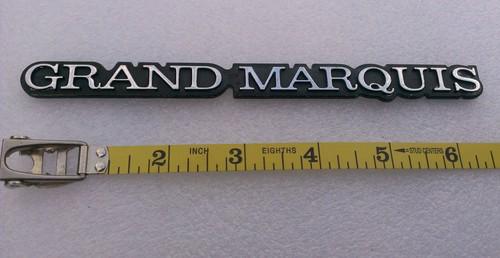 GRAND MARQUIS
2 INCH 3 EIGHTHS 4 5 STUD CENTERS 6